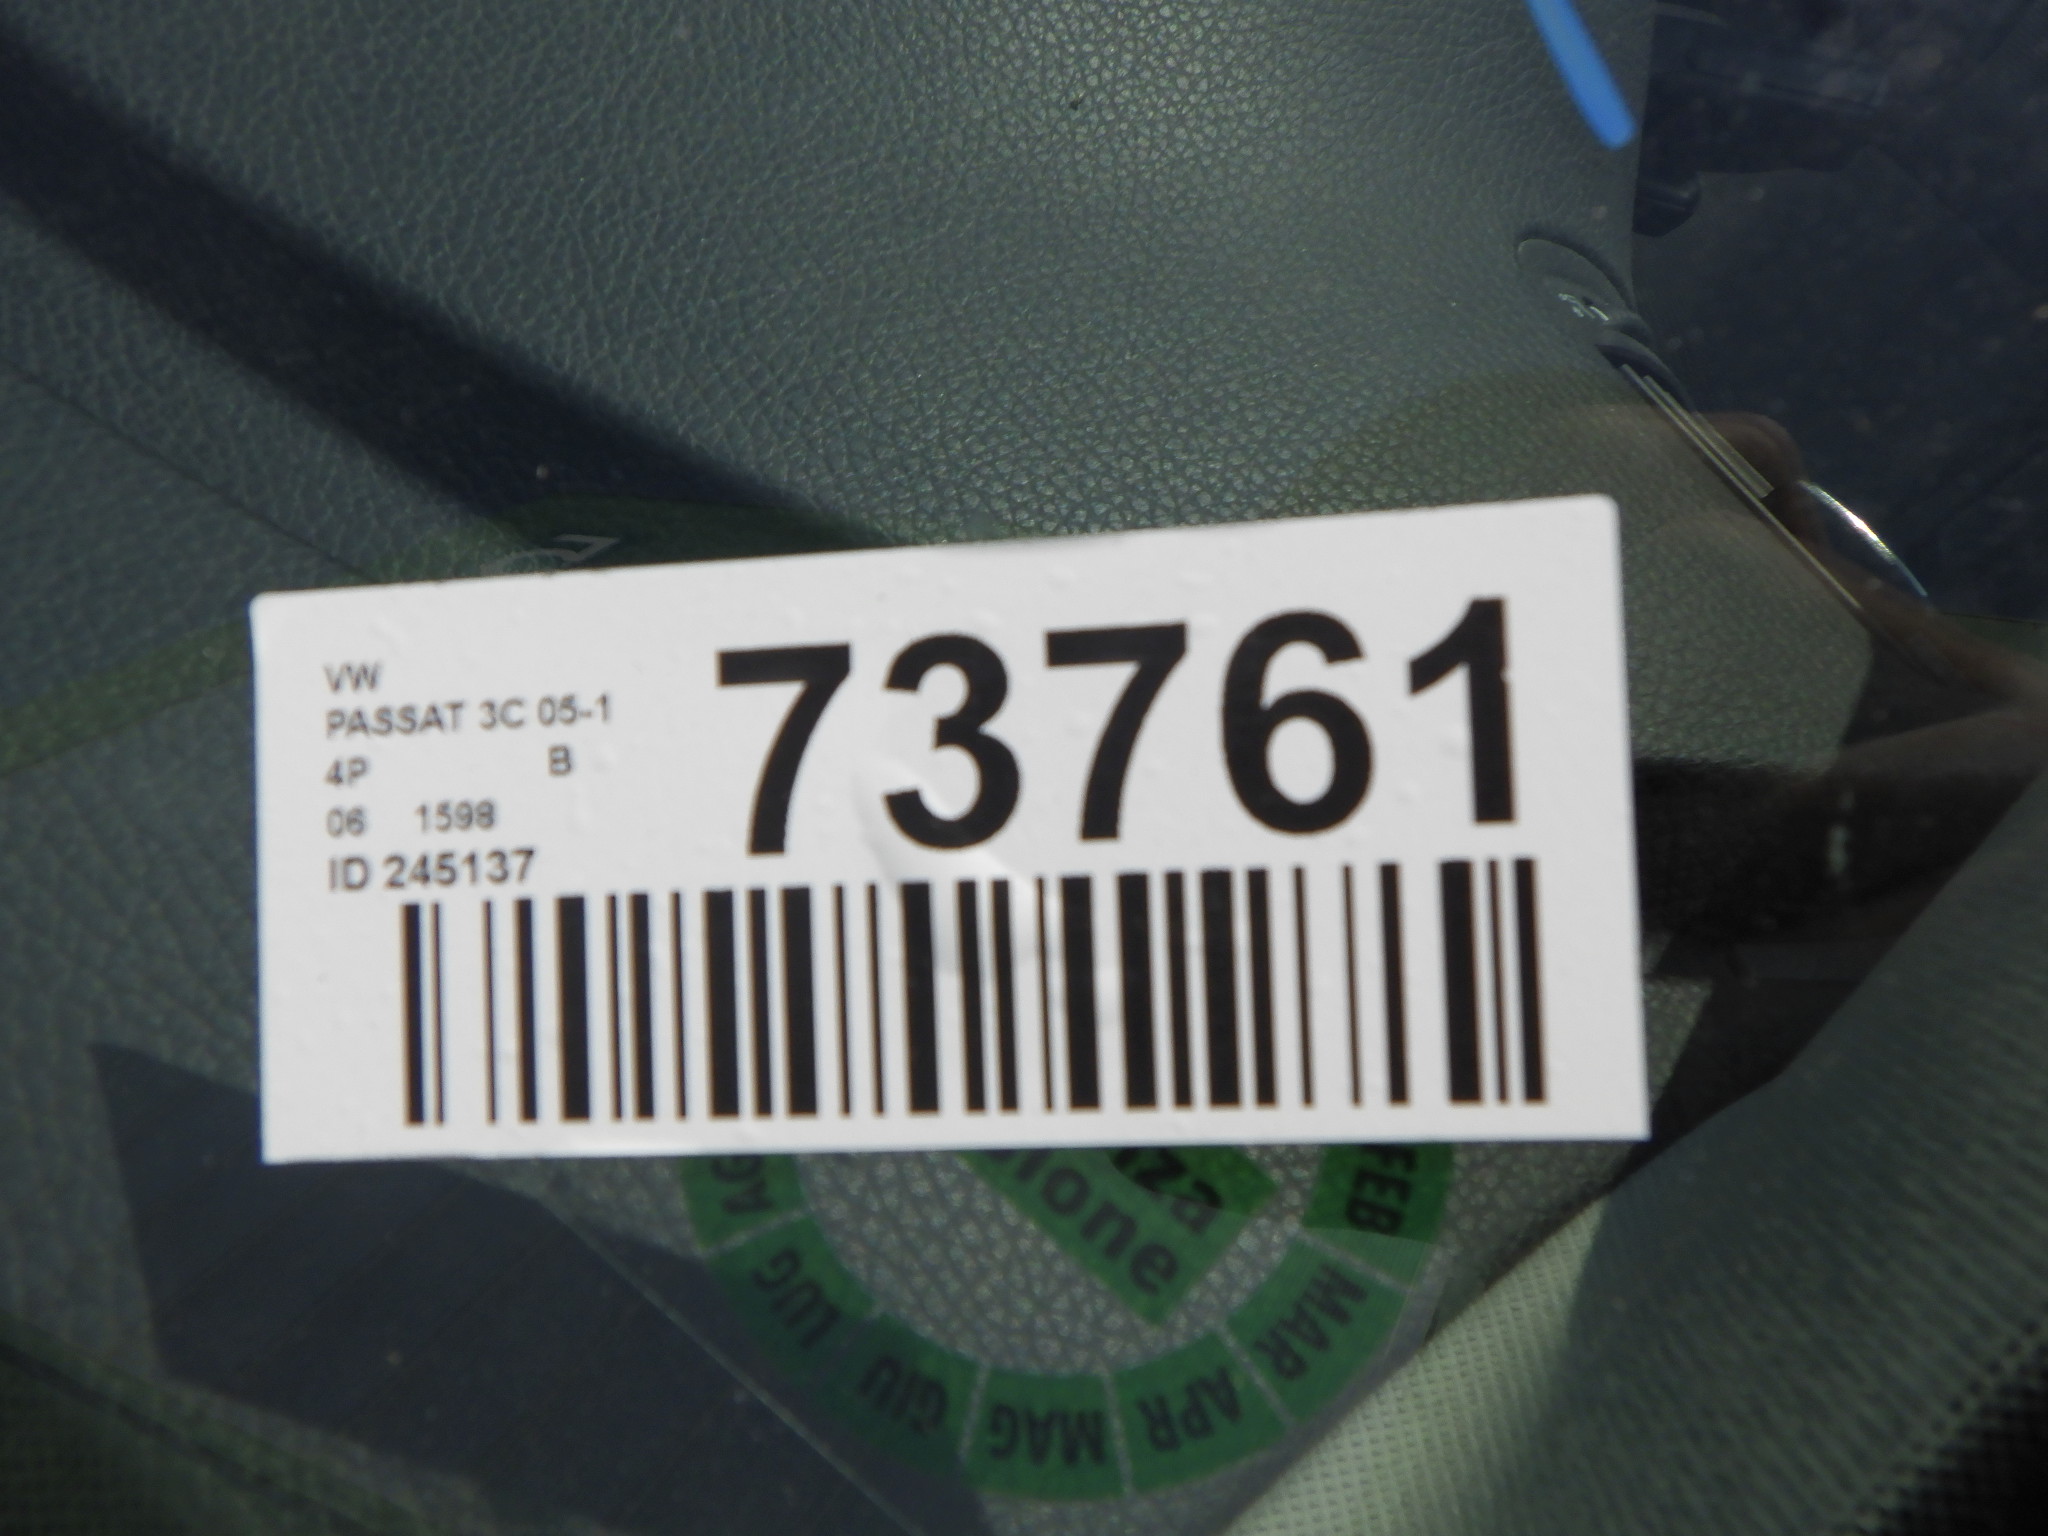 VW
PASSAT 3C 05-1
4P B
06 1598
ID 245137
73761
FEB
MAR
APR
MAG
GIU
LUG